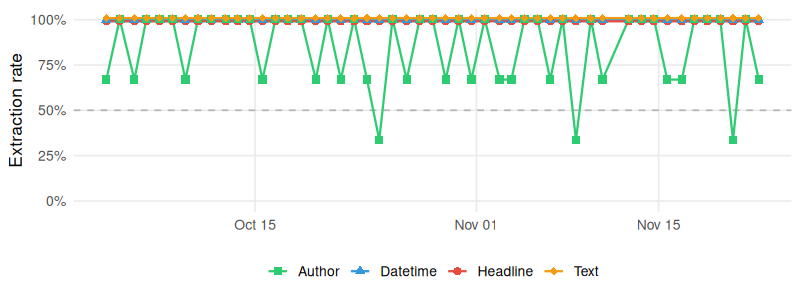 100%
75%
50%
25%
0%
Extraction rate
Oct 15 Nov 01 Nov 15
Author Datetime Headline Text